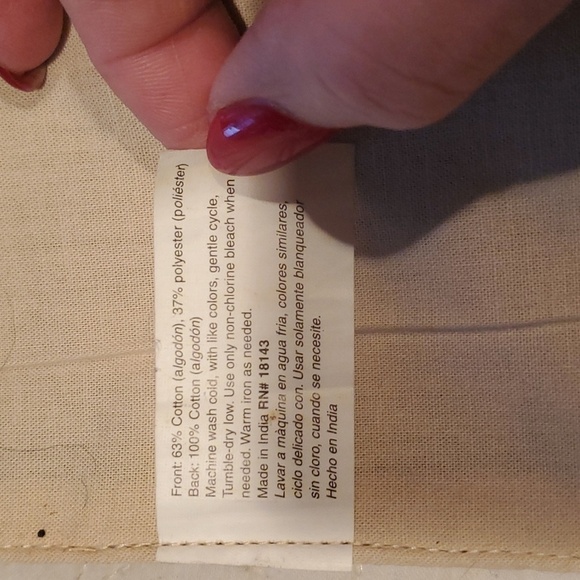 Front: 63% Cotton (algodón), 37% polyester (poliéster)
Back: 100% Cotton (algodón)
Machine wash cold, with like colors, gentle cycle,
Tumble-dry low. Use only non-chlorine bleach when
needed. Warm iron as needed.
Made in India RN# 18143
Lavar a màquina en agua fria, colores similares,
ciclo delicado con. Usar solamente blanqueador
sin cloro, cuando se necesite.
Hecho en India